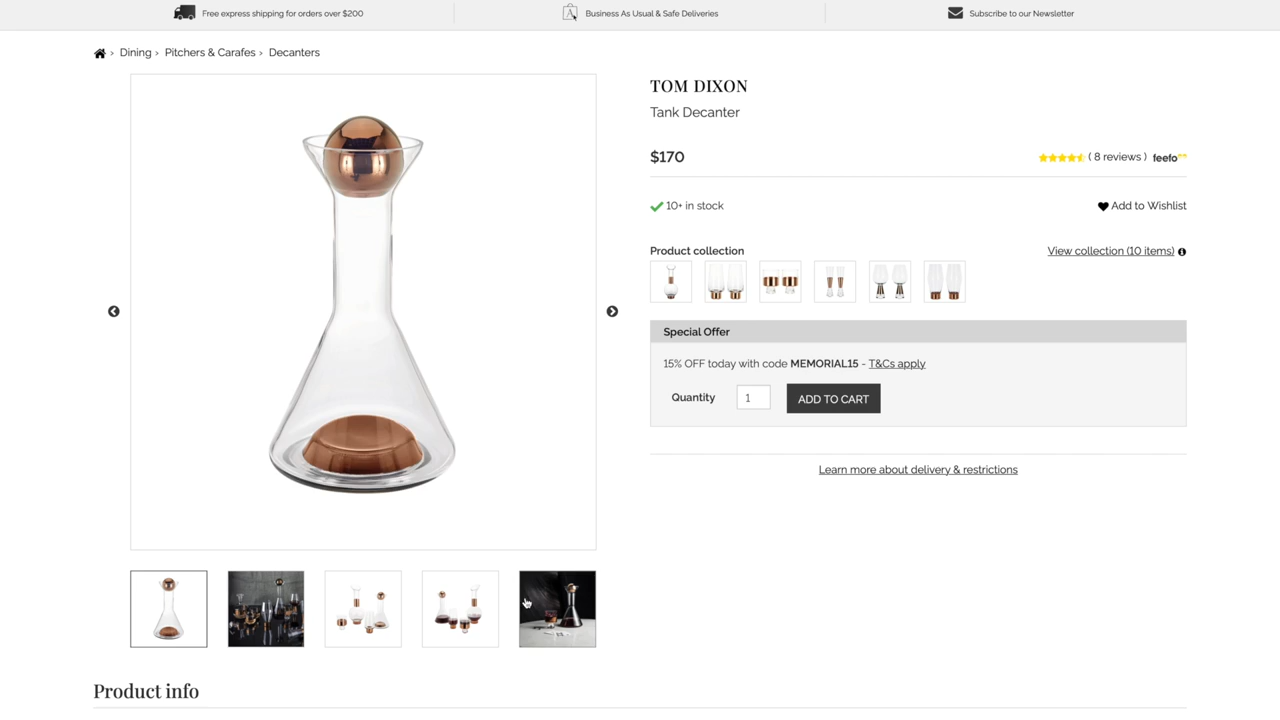 Free express shipping for orders over $200
Business As Usual & Safe Deliveries
Subscribe to our Newsletter
Dining › Pitchers & Carafes › Decanters
TOM DIXON
Tank Decanter
$170
( 8 reviews ) feefo
10+ in stock
Add to Wishlist
Product collection
View collection (10 items)
Special Offer
15% OFF today with code MEMORIAL15 - T&Cs apply
Quantity 1 ADD TO CART
Learn more about delivery & restrictions
Product info